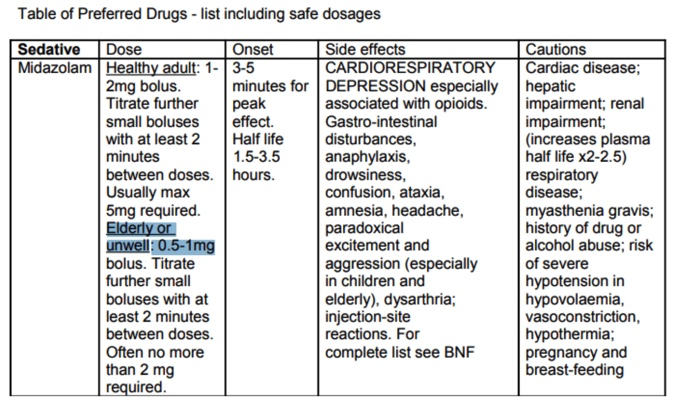 Table of Preferred Drugs - list including safe dosages
Sedative
Dose
Onset
Side effects
Cautions
Midazolam
Healthy adult: 1-
2mg bolus.
Titrate further
small boluses
with at least 2
minutes
between doses.
Usually max
5mg required.
Elderly or
unwell: 0.5-1mg
bolus. Titrate
further small
boluses with at
least 2 minutes
between doses.
Often no more
than 2 mg
required.
3-5
minutes for
peak
effect.
Half life
1.5-3.5
hours.
CARDIORESPIRATORY
DEPRESSION especially
associated with opioids.
Gastro-intestinal
disturbances,
anaphylaxis,
drowsiness,
confusion, ataxia,
amnesia, headache,
paradoxical
excitement and
aggression (especially
in children and
elderly), dysarthria;
injection-site
reactions. For
complete list see BNF
Cardiac disease;
hepatic
impairment; renal
impairment;
(increases plasma
half life x2-2.5)
respiratory
disease;
myasthenia gravis;
history of drug or
alcohol abuse; risk
of severe
hypotension in
hypovolaemia,
vasoconstriction,
hypothermia;
pregnancy and
breast-feeding